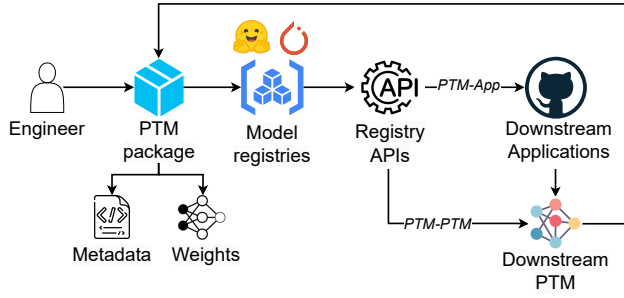 API
PTM-App
Engineer
PTM
package
Model
registries
Registry
APIs
Downstream
Applications
PTM-PTM
</>
Metadata
Weights
Downstream
PTM